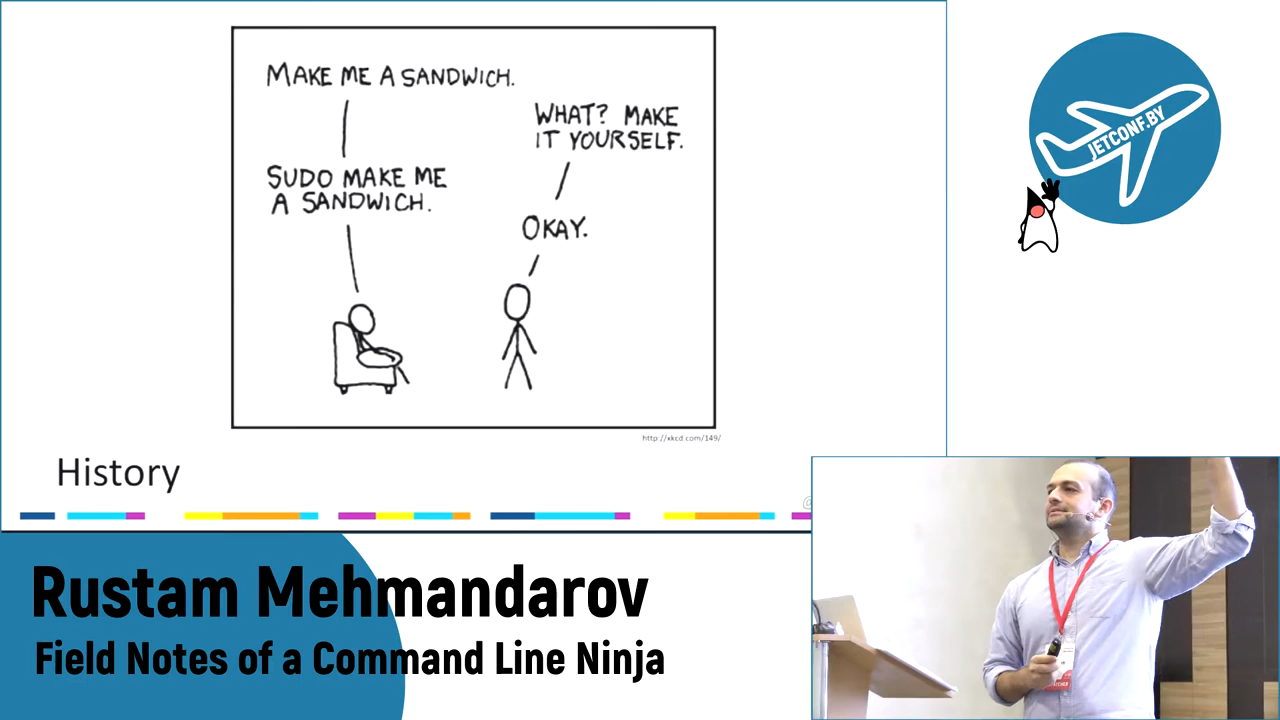 MAKE ME A SANDWICH.
WHAT? MAKE
IT YOURSELF.
SUDO MAKE ME
A SANDWICH.
OKAY.
http://xkcd.com/149/
History
JETCONF.BY
Rustam Mehmandarov
Field Notes of a Command Line Ninja